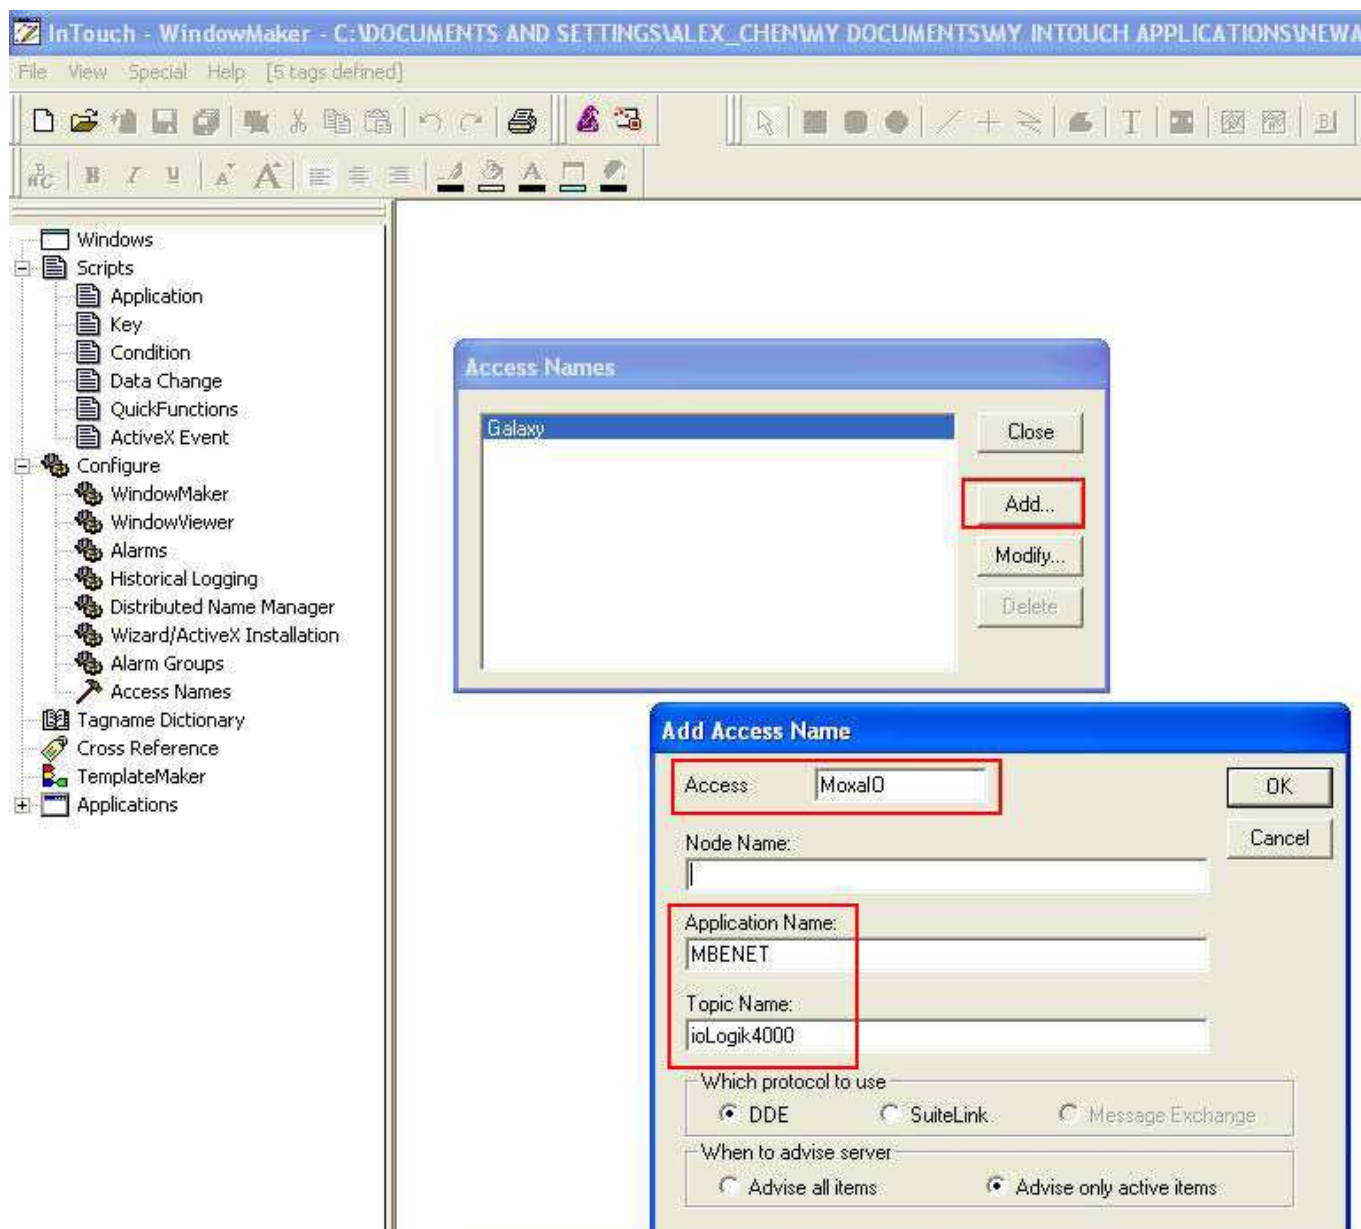 InTouch - WindowMaker - C:\DOCUMENTS AND SETTINGS\ALEX_CHEN\MY DOCUMENTS\MY INTOUCH APPLICATIONS\NEWA
File View Special Help [5 tags defined]
T
B
ABC B I U A A A
Windows
Scripts
Application
Key
Condition
Data Change
QuickFunctions
ActiveX Event
Configure
WindowMaker
WindowViewer
Alarms
Historical Logging
Distributed Name Manager
Wizard/ActiveX Installation
Alarm Groups
Access Names
Tagname Dictionary
Cross Reference
TemplateMaker
Applications
Access Names
Galaxy
Close
Add...
Modify...
Delete
Add Access Name
Access MoxaIO
OK
Node Name:
Cancel
Application Name:
MBENET
Topic Name:
ioLogik4000
Which protocol to use
DDE SuiteLink Message Exchange
When to advise server
Advise all items Advise only active items